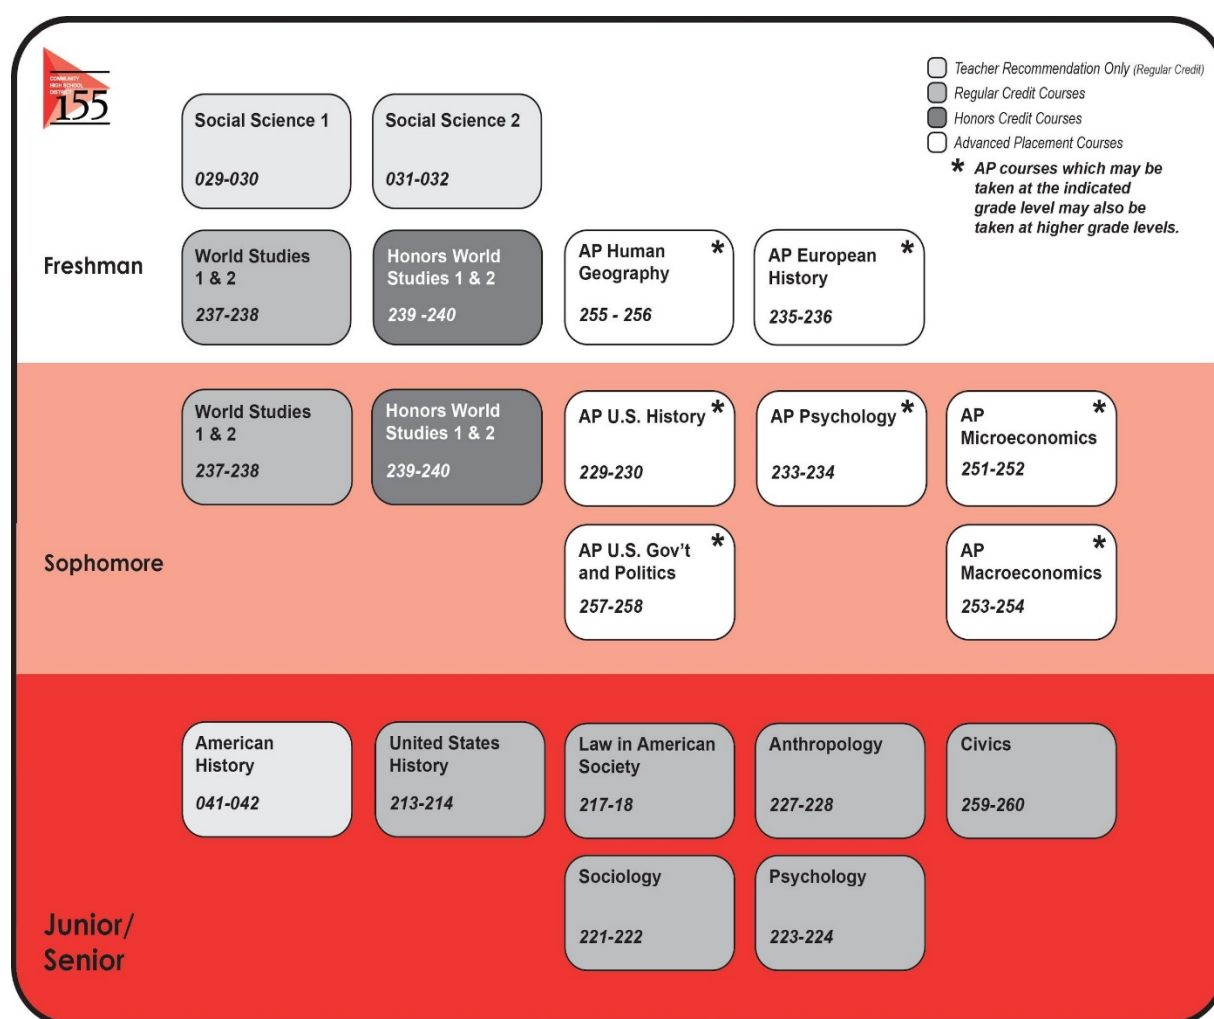 COMMUNITY
HIGH SCHOOL
DISTRICT
155
Teacher Recommendation Only (Regular Credit)
Regular Credit Courses
Honors Credit Courses
Advanced Placement Courses
* AP courses which may be
taken at the indicated
grade level may also be
taken at higher grade levels.
Social Science 1
029-030
Social Science 2
031-032
Freshman
World Studies
1 & 2
237-238
Honors World
Studies 1 & 2
239 -240
AP Human *
Geography
255 - 256
AP European *
History
235-236
World Studies
1 & 2
237-238
Honors World
Studies 1 & 2
239-240
AP U.S. History *
229-230
AP Psychology *
233-234
AP *
Microeconomics
251-252
Sophomore
AP U.S. Gov't *
and Politics
257-258
AP *
Macroeconomics
253-254
American
History
041-042
United States
History
213-214
Law in American
Society
217-18
Anthropology
227-228
Civics
259-260
Junior/
Senior
Sociology
221-222
Psychology
223-224